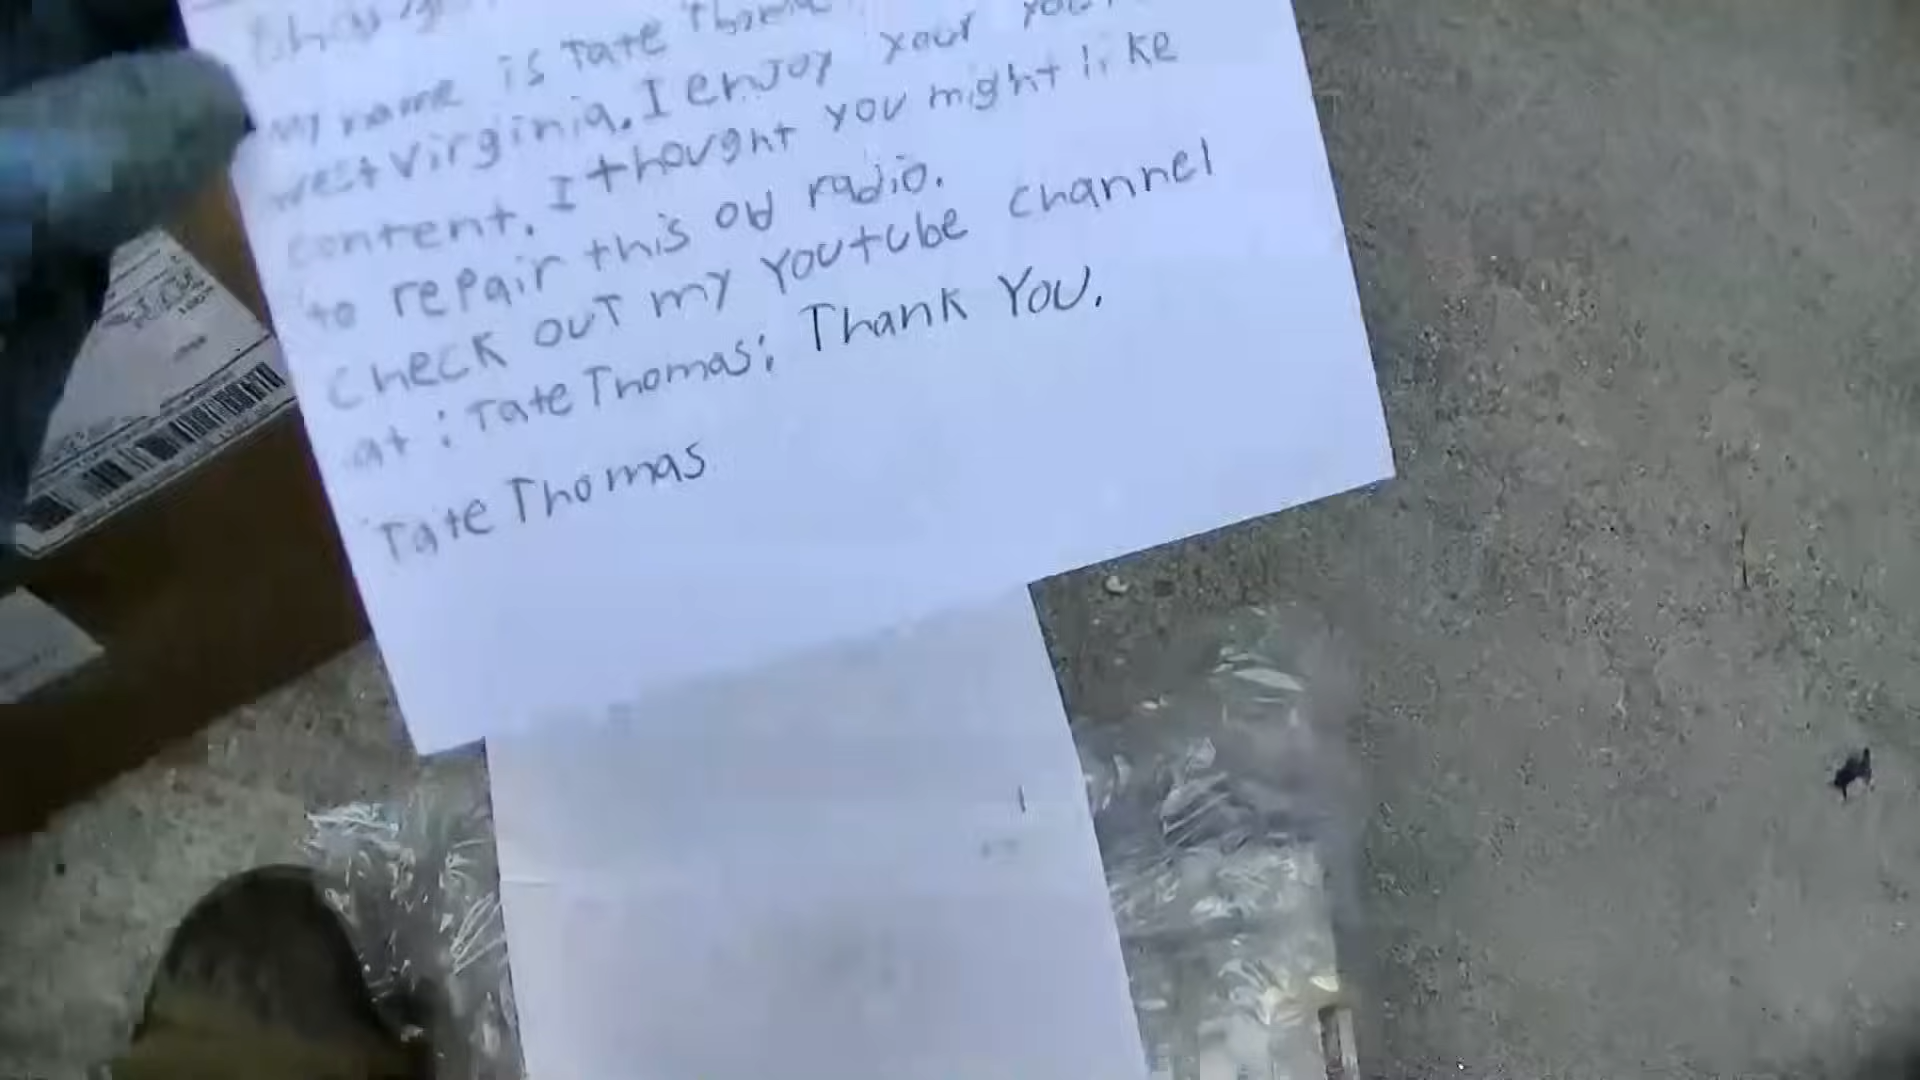 My name is Tate
West Virginia. I enjoy your
content. I thought you might like
to repair this old radio.
Check out my Youtube channel
at: Tate Thomas: Thank You.
Tate Thomas